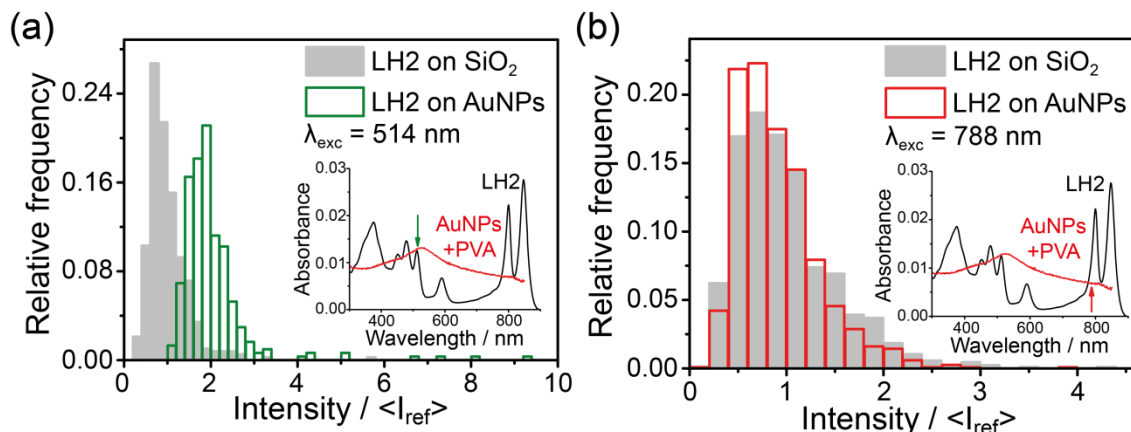 (a)
Relative frequency
0.24
0.16
0.08
0.00
LH2 on SiO₂
LH2 on AuNPs
λexc = 514 nm
Absorbance
0.03
0.02
0.01
0.00
LH2
AuNPs
+PVA
400 600 800
Wavelength / nm
0 2 4 6 8 10
Intensity / <Iref>
(b)
Relative frequency
0.20
0.15
0.10
0.05
0.00
LH2 on SiO₂
LH2 on AuNPs
λexc = 788 nm
Absorbance
0.03
0.02
0.01
0.00
LH2
AuNPs
+PVA
400 600 800
Wavelength / nm
0 1 2 3 4
Intensity / <Iref>